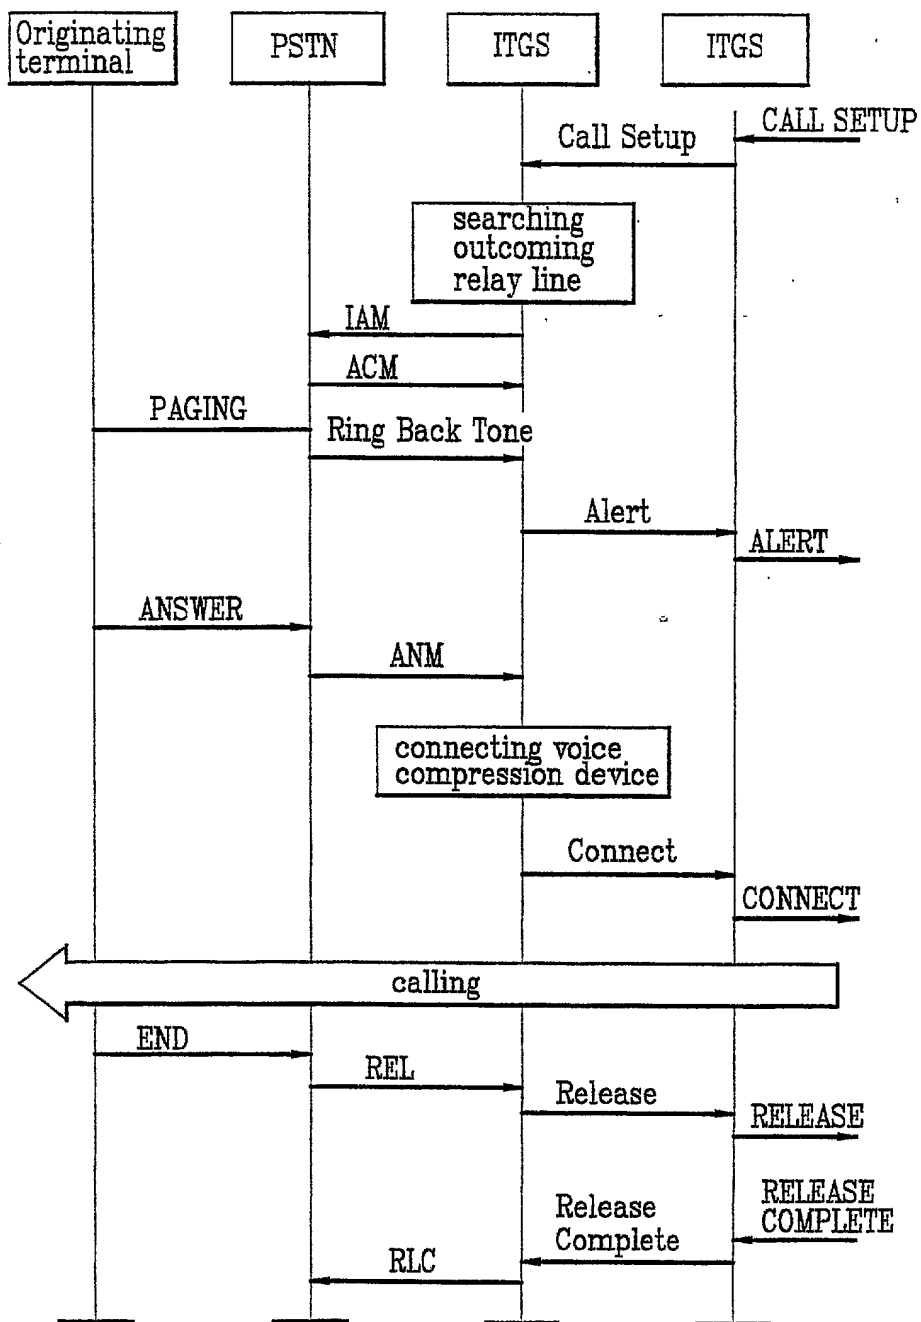 Originating
terminal
PSTN
ITGS
ITGS
CALL SETUP
Call Setup
searching
outcoming
relay line
IAM
ACM
PAGING
Ring Back Tone
Alert
ALERT
ANSWER
ANM
connecting voice
compression device
Connect
CONNECT
calling
END
REL
Release
RELEASE
RELEASE
COMPLETE
Release
Complete
RLC